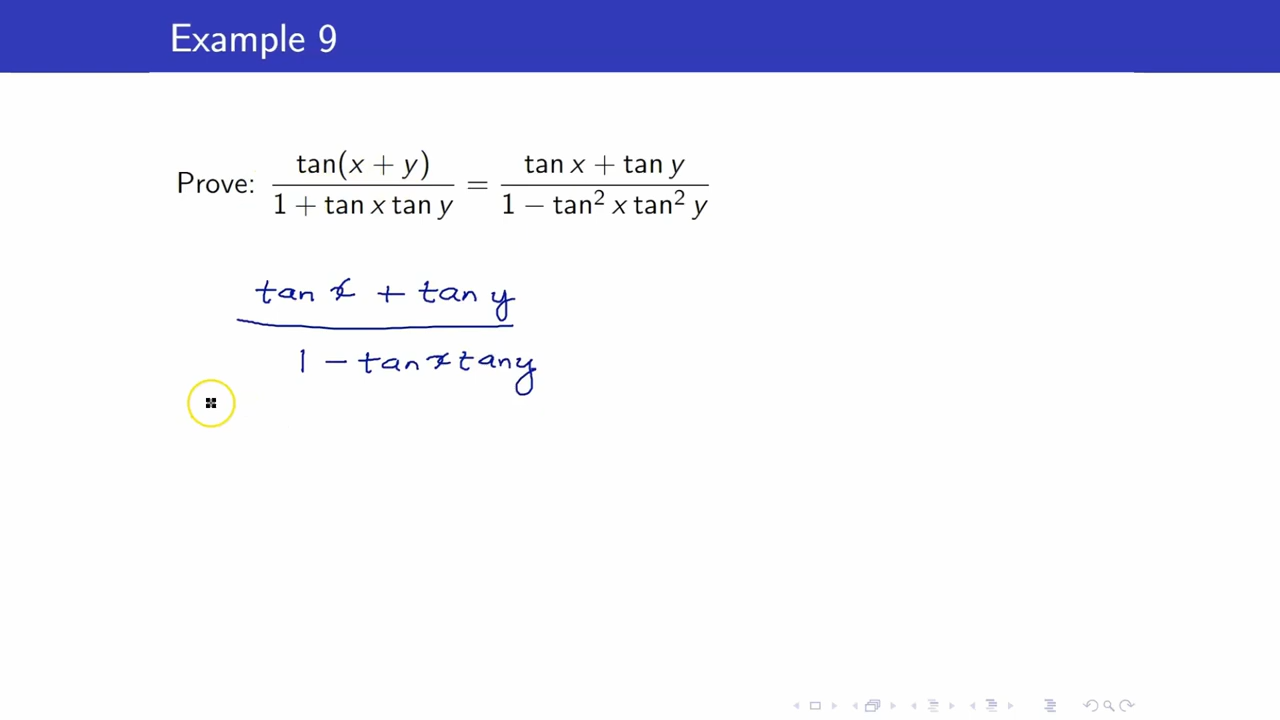 Example 9
Prove: tan(x + y) / 1 + tan x tan y = tan x + tan y / 1 − tan² x tan² y
tan x + tan y
1 − tan x tan y